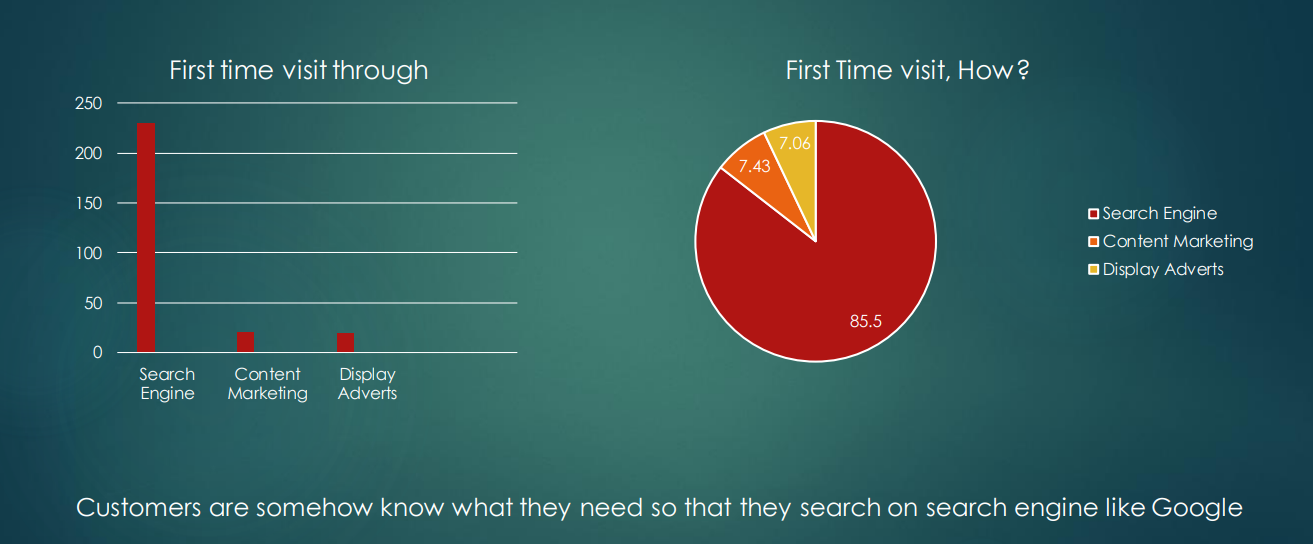 First time visit through
250
200
150
100
50
0
Search
Engine
Content
Marketing
Display
Adverts
First Time visit, How?
7.06
7.43
85.5
Search Engine
Content Marketing
Display Adverts
Customers are somehow know what they need so that they search on search engine like Google